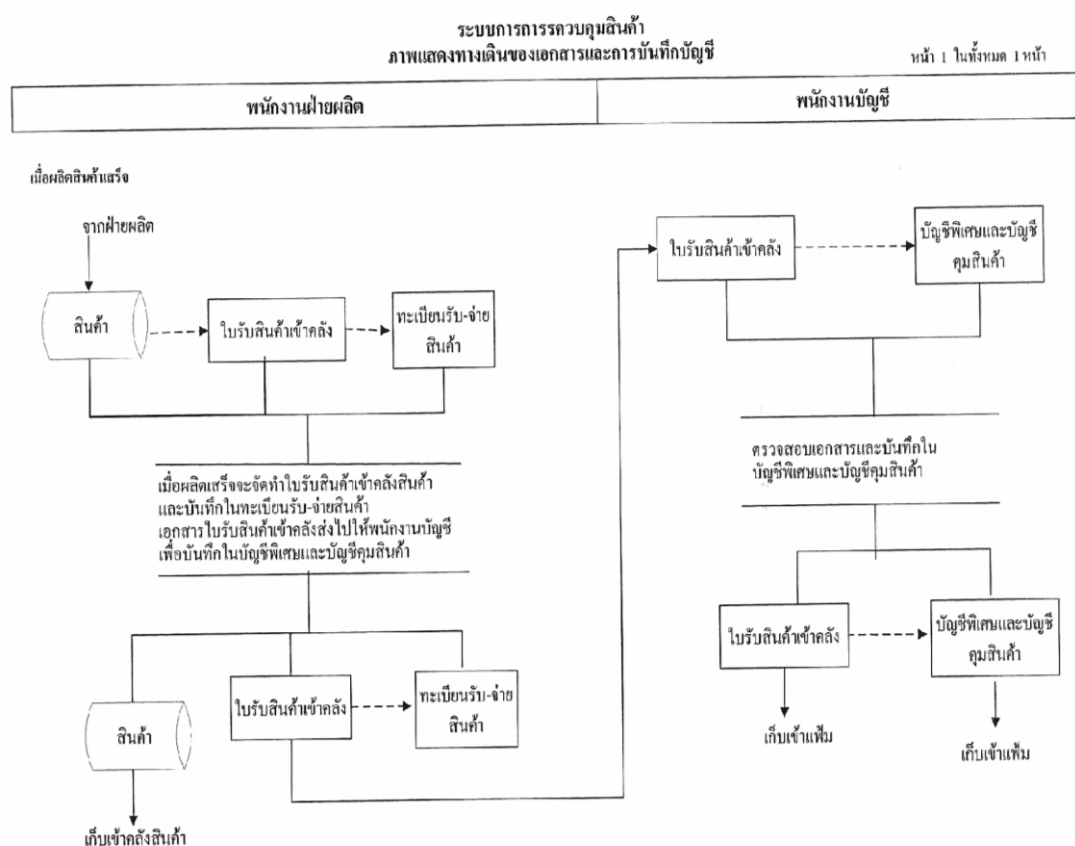 ระบบการการรควบคุมสินค้า
ภาพแสดงทางเดินของเอกสารและการบันทึกบัญชี
หน้า 1 ในทั้งหมด 1 หน้า
พนักงานฝ่ายผลิต
พนักงานบัญชี
เมื่อผลิตสินค้าเสร็จ
จากฝ่ายผลิต
สินค้า
ใบรับสินค้าเข้าคลัง
ทะเบียนรับ-จ่าย
สินค้า
เมื่อผลิตเสร็จจะจัดทำใบรับสินค้าเข้าคลังสินค้า
และบันทึกในทะเบียนรับ-จ่ายสินค้า
เอกสารใบรับสินค้าเข้าคลังส่งไปให้พนักงานบัญชี
เพื่อบันทึกในบัญชีพิเศษและบัญชีคุมสินค้า
สินค้า
ใบรับสินค้าเข้าคลัง
ทะเบียนรับ-จ่าย
สินค้า
เก็บเข้าคลังสินค้า
ใบรับสินค้าเข้าคลัง
บัญชีพิเศษและบัญชี
คุมสินค้า
ตรวจสอบเอกสารและบันทึกใน
บัญชีพิเศษและบัญชีคุมสินค้า
ใบรับสินค้าเข้าคลัง
บัญชีพิเศษและบัญชี
คุมสินค้า
เก็บเข้าแฟ้ม
เก็บเข้าแฟ้ม